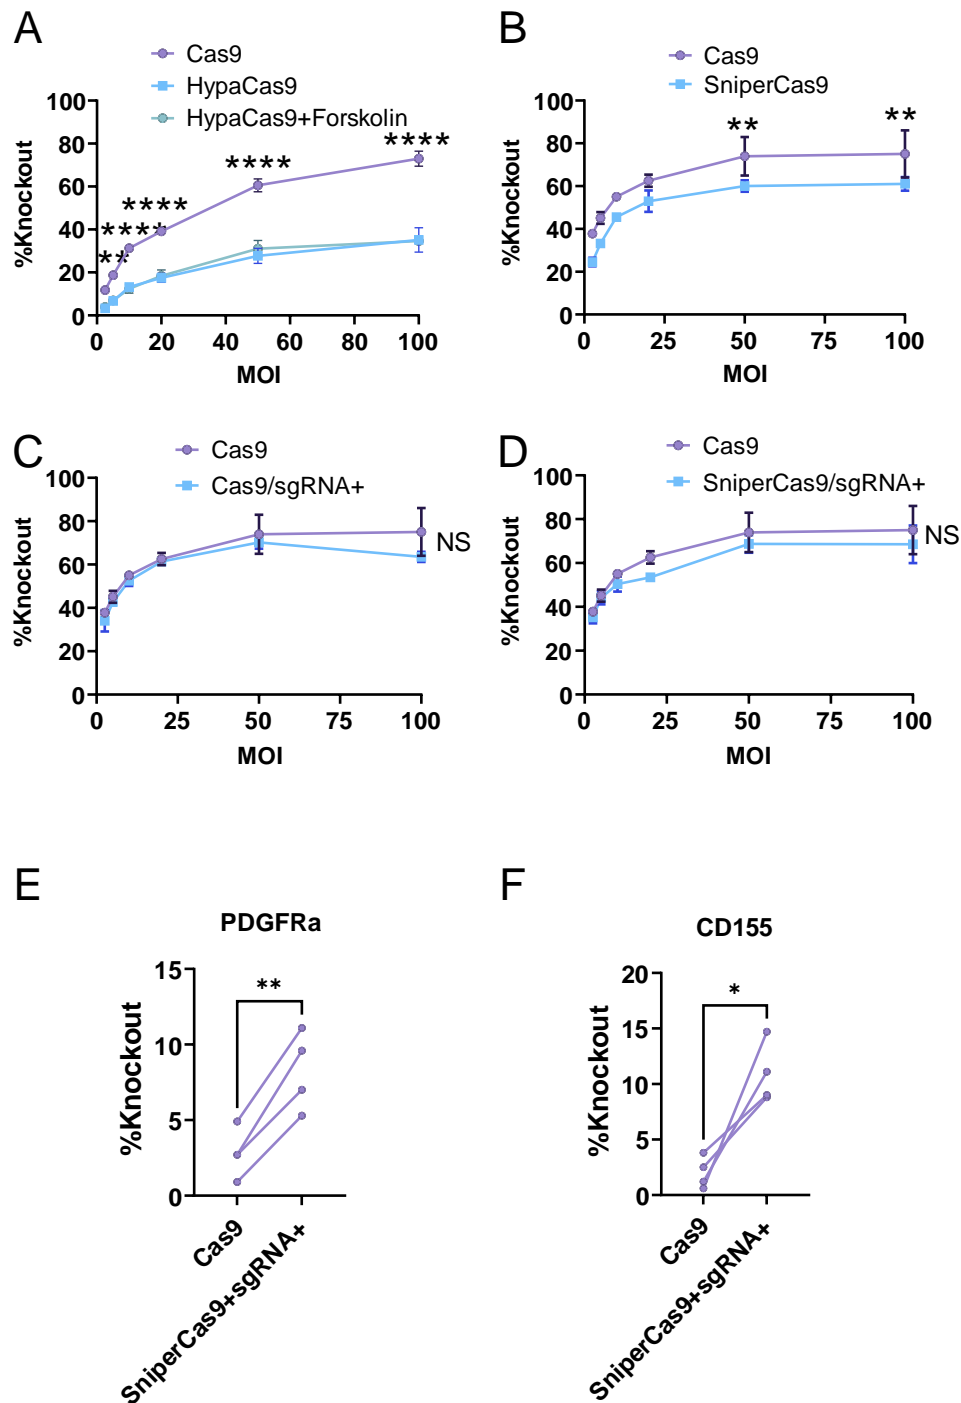 A
Cas9
HypaCas9
HypaCas9+Forskolin
%Knockout
100
80
60
40
20
0
**
****
****
****
****
0 20 40 60 80 100
MOI
B
Cas9
SniperCas9
%Knockout
100
80
60
40
20
0
**
**
0 25 50 75 100
MOI
C
Cas9
Cas9/sgRNA+
%Knockout
100
80
60
40
20
0
NS
0 25 50 75 100
MOI
D
Cas9
SniperCas9/sgRNA+
%Knockout
100
80
60
40
20
0
NS
0 25 50 75 100
MOI
E
PDGFRa
%Knockout
15
10
5
0
**
Cas9
SniperCas9+sgRNA+
F
CD155
%Knockout
20
15
10
5
0
*
Cas9
SniperCas9+sgRNA+